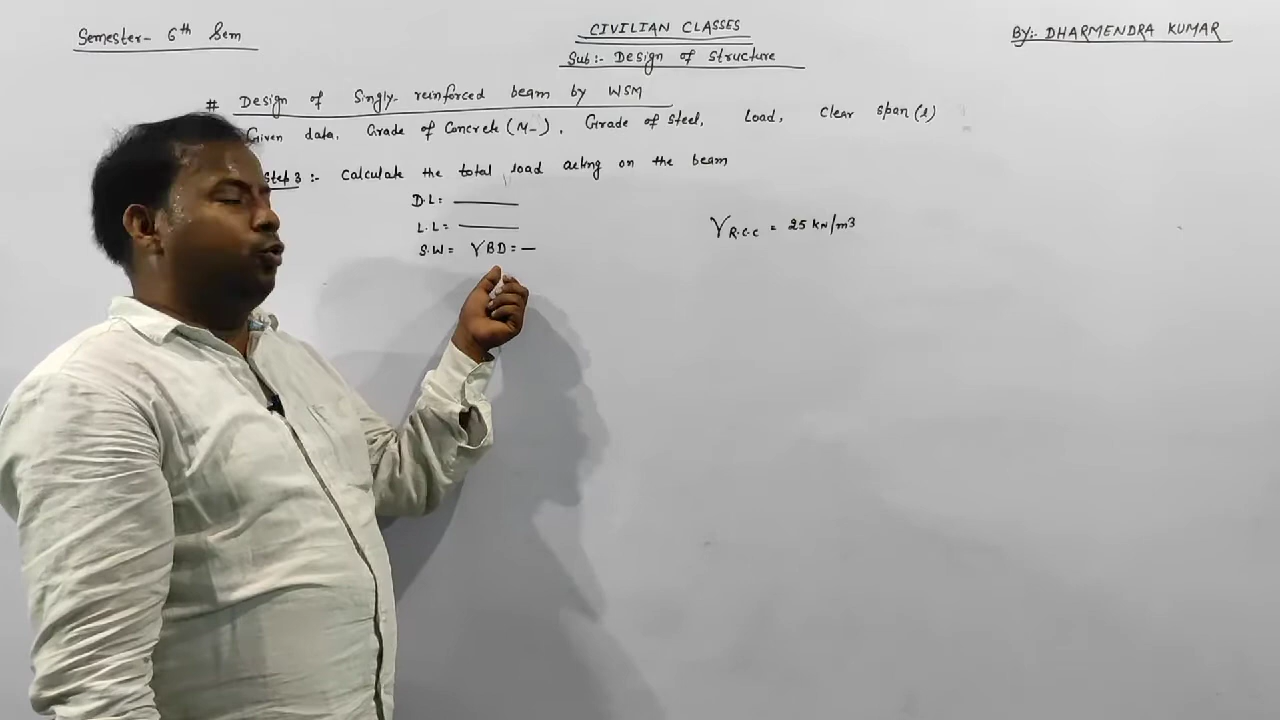 Semester- 6th Sem
CIVILIAN CLASSES
By:- DHARMENDRA KUMAR
Sub:- Design of Structure
# Design of Singly-reinforced beam by WSM
Given data, Grade of Concrete (M_), Grade of Steel, Load, Clear span (l)
Step 3 :- Calculate the total load acting on the beam
D.L =
L.L =
S.W = γBD = —
γR.C.C = 25 kN/m3